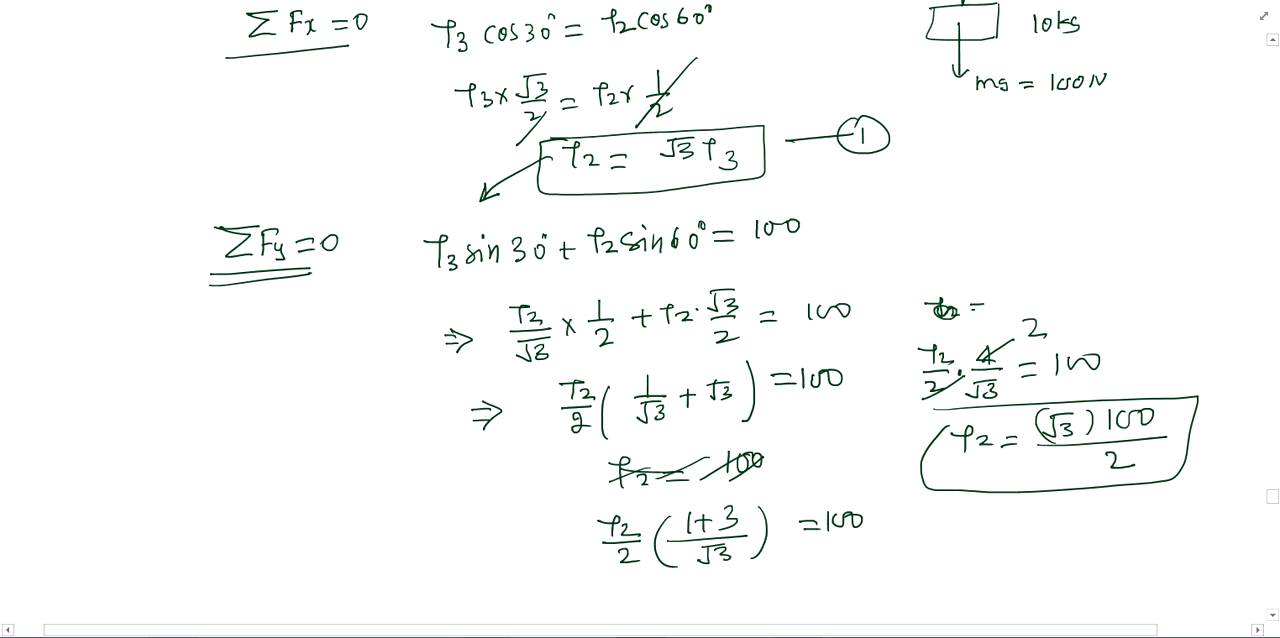 ∑Fx = 0 T₃ cos30° = T₂ cos60°
10kg
mg = 100N
T₃ × √3/2 = T₂ × 1/2
T₂ = √3 T₃ — ①
∑Fy = 0 T₃ sin30° + T₂ sin60° = 100
⇒ T₂/√3 × 1/2 + T₂ · √3/2 = 100
⇒ T₂/2 ( 1/√3 + √3 ) = 100
T₂ = 100
T₂/2 ( 1+3/√3 ) = 100
T₂/2 · 4/√3 = 100
2
T₂ = (√3) 100/2